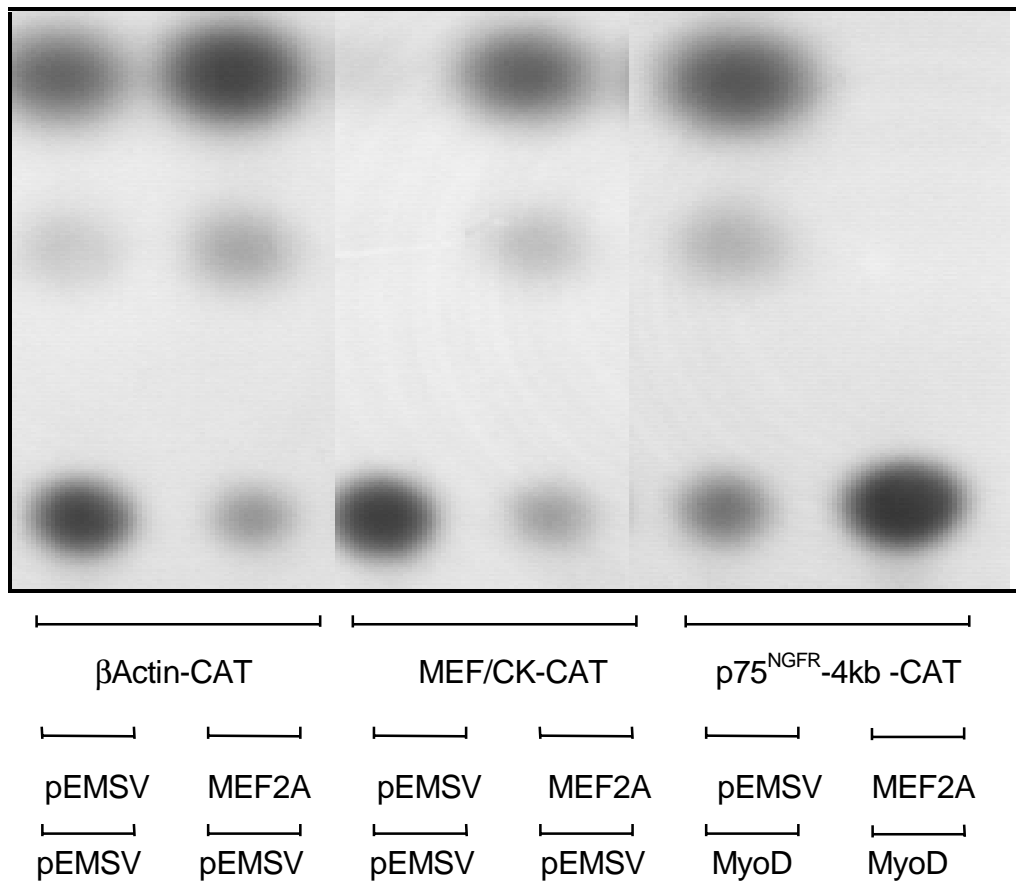 βActin-CAT MEF/CK-CAT p75NGFR-4kb -CAT
pEMSV MEF2A pEMSV MEF2A pEMSV MEF2A
pEMSV pEMSV pEMSV pEMSV MyoD MyoD